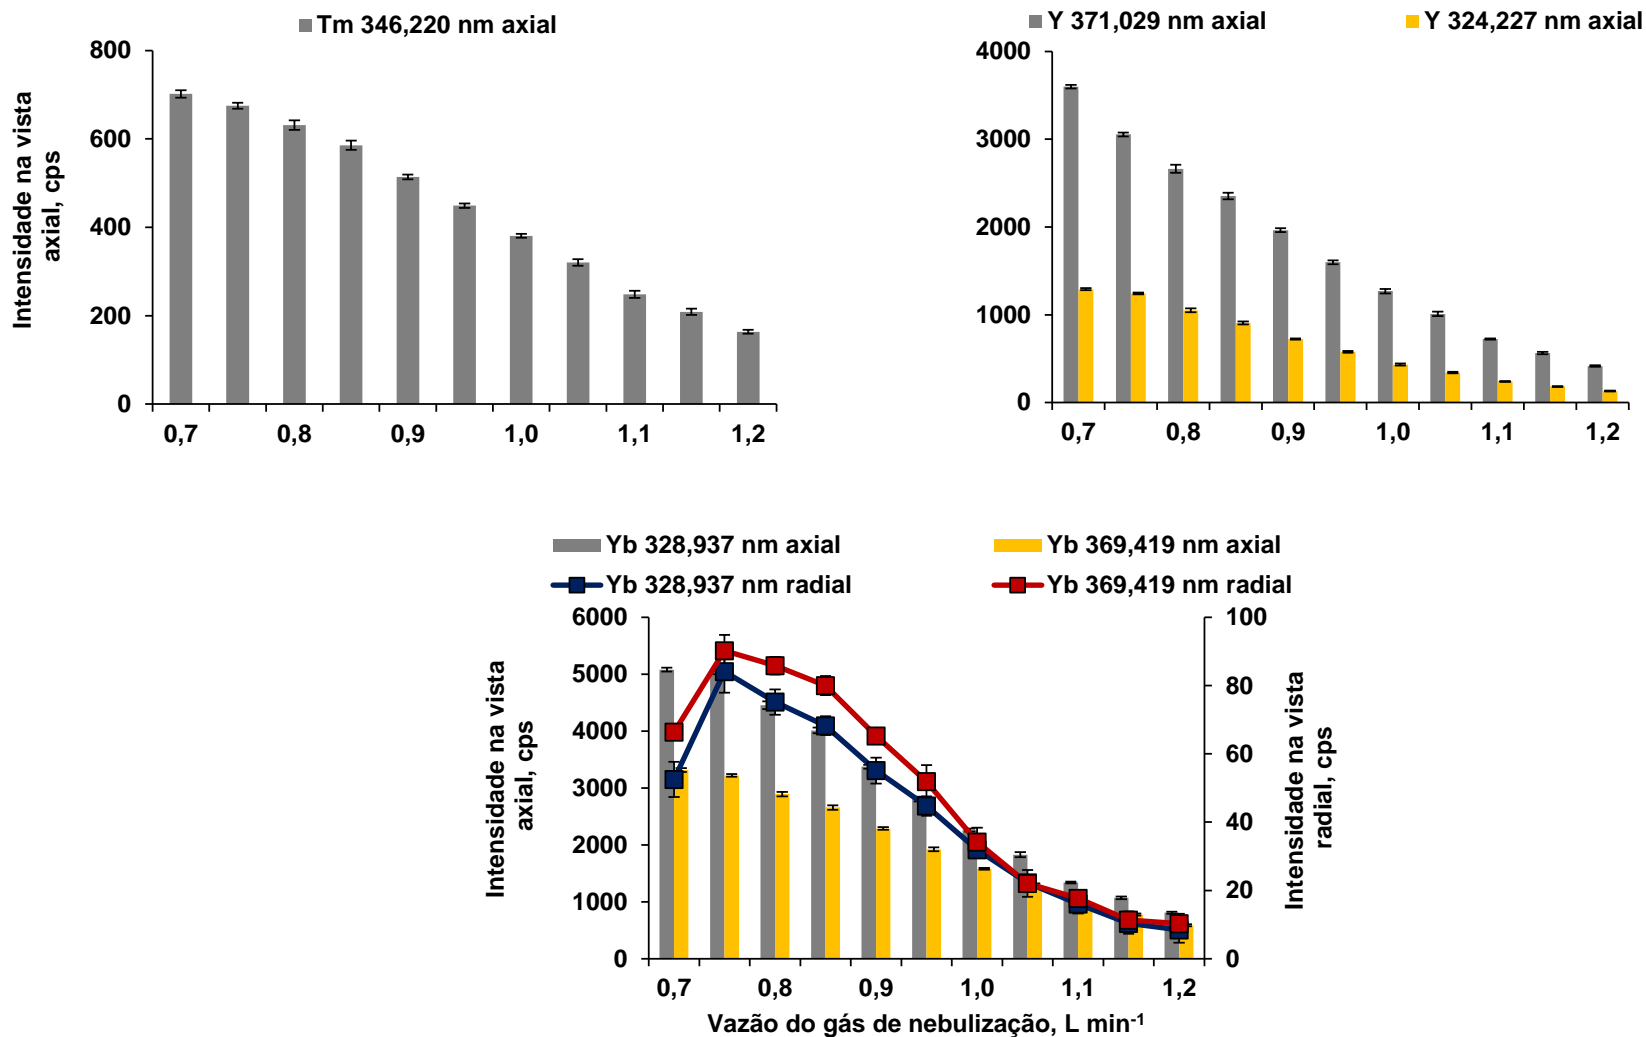 Tm 346,220 nm axial
800
600
400
200
0
0,7 0,8 0,9 1,0 1,1 1,2
Intensidade na vista
axial, cps
Y 371,029 nm axial Y 324,227 nm axial
4000
3000
2000
1000
0
0,7 0,8 0,9 1,0 1,1 1,2
Yb 328,937 nm axial Yb 369,419 nm axial
Yb 328,937 nm radial Yb 369,419 nm radial
6000 100
5000
80
4000
60
3000
40
2000
20
1000
0 0
Intensidade na vista
axial, cps
Intensidade na vista
radial, cps
0,7 0,8 0,9 1,0 1,1 1,2
Vazão do gás de nebulização, L min⁻¹